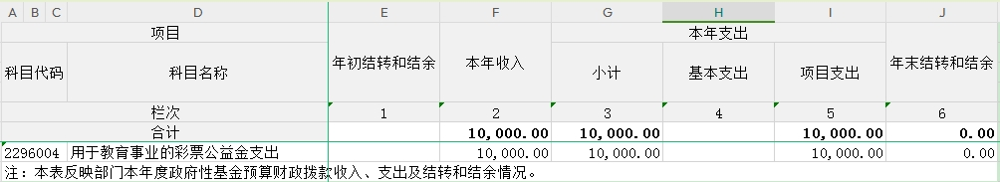 A B C D E F G H I J
项目 本年支出
科目代码 科目名称 年初结转和结余 本年收入 小计 基本支出 项目支出 年末结转和结余
栏次 1 2 3 4 5 6
合计 10,000.00 10,000.00 10,000.00 0.00
2296004 用于教育事业的彩票公益金支出 10,000.00 10,000.00 10,000.00 0.00
注：本表反映部门本年度政府性基金预算财政拨款收入、支出及结转和结余情况。